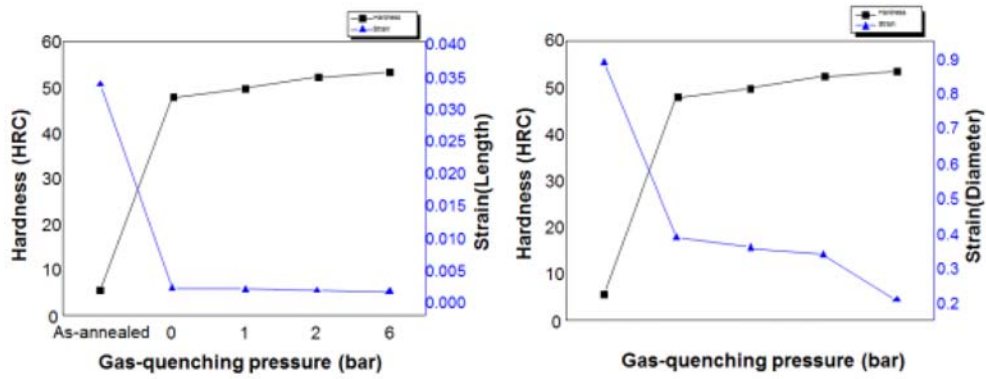 Hardness
Strain
60
50
40
30
20
10
0
Hardness (HRC)
0.040
0.035
0.030
0.025
0.020
0.015
0.010
0.005
0.000
Strain(Length)
As-annealed 0 1 2 6
Gas-quenching pressure (bar)
Hardness
Strain
60
50
40
30
20
10
0
Hardness (HRC)
0.9
0.8
0.7
0.6
0.5
0.4
0.3
0.2
Strain(Diameter)
Gas-quenching pressure (bar)